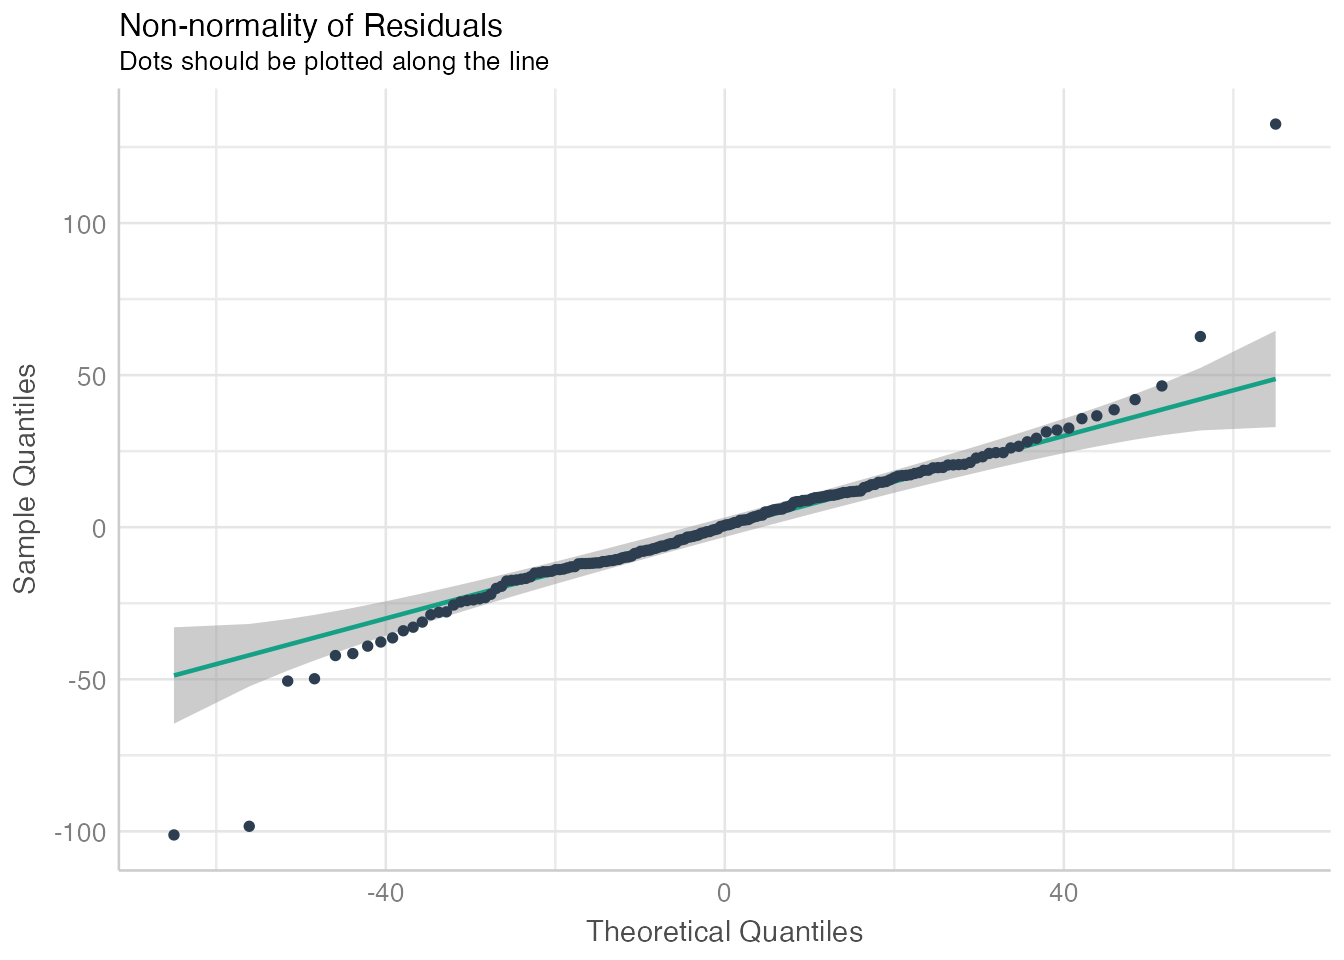 Non-normality of Residuals
Dots should be plotted along the line
100
50
0
-50
-100
Sample Quantiles
-40
0
40
Theoretical Quantiles